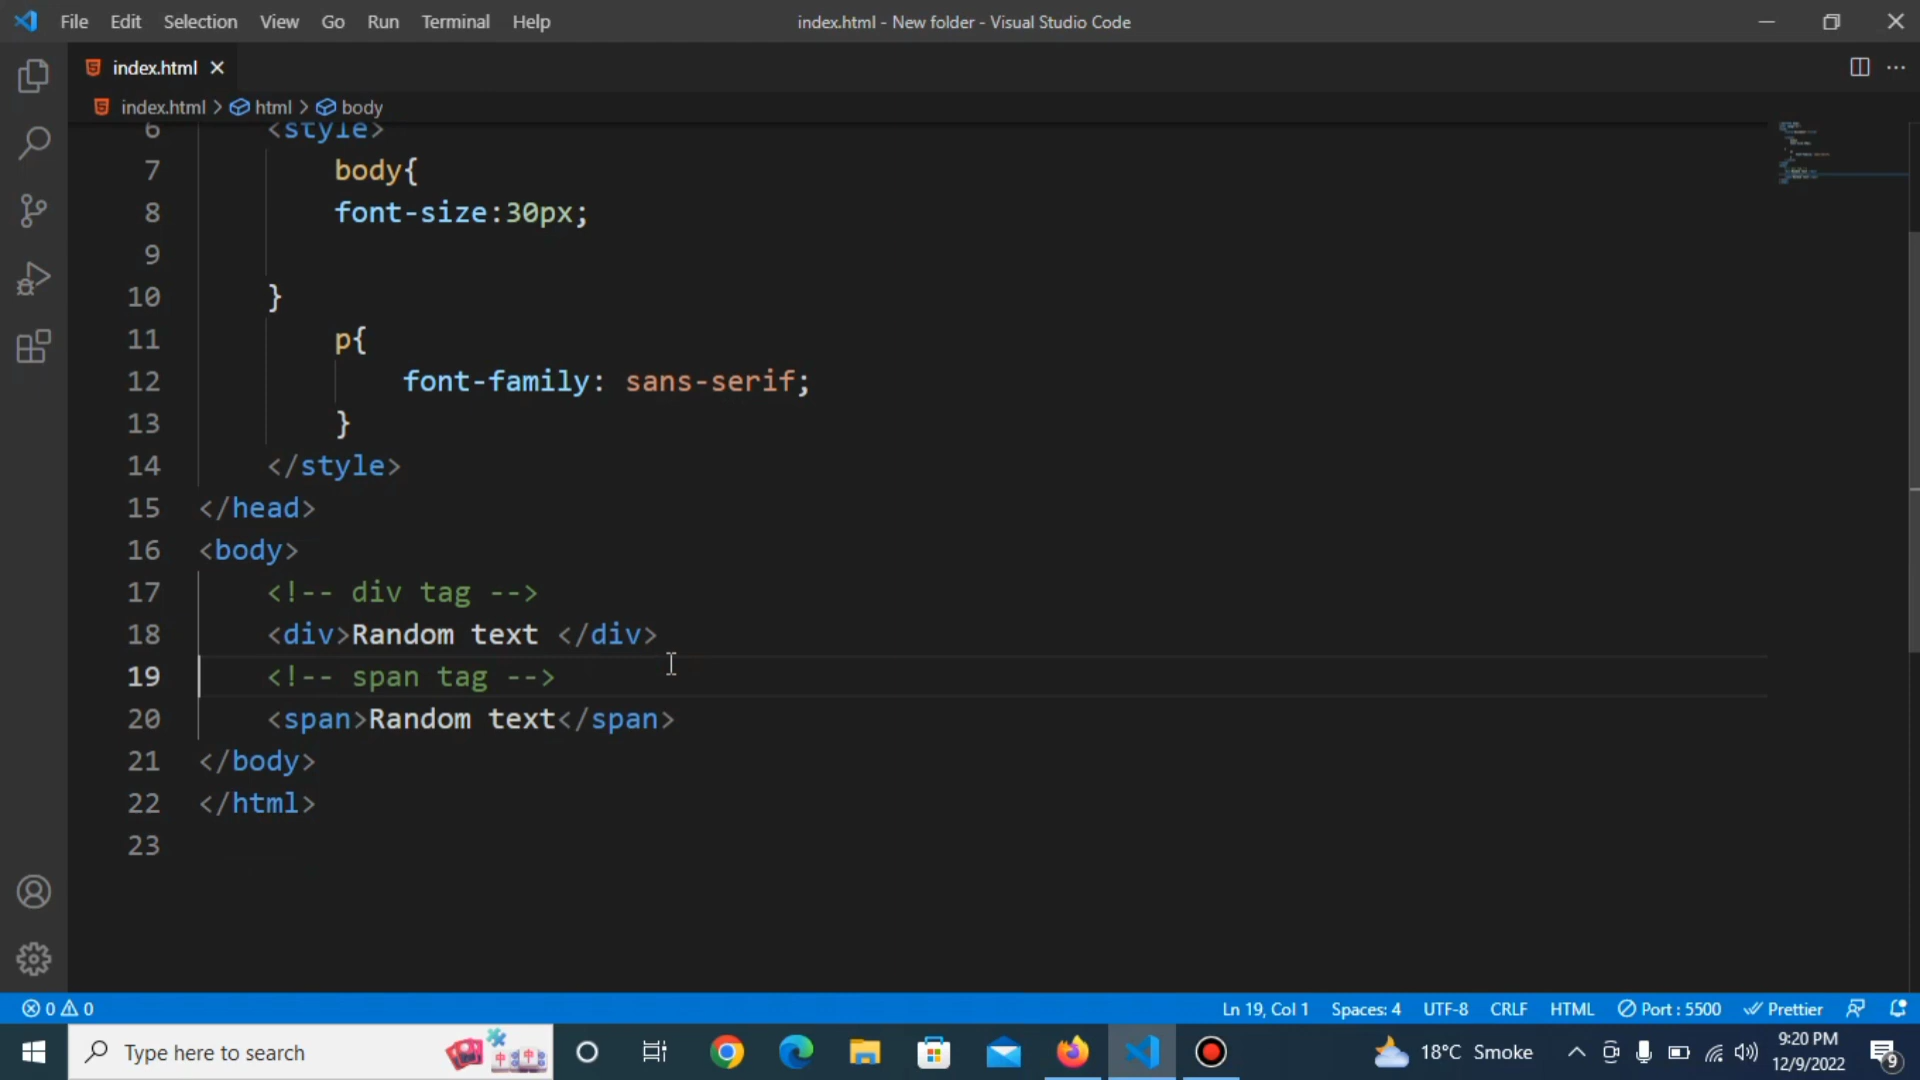 File Edit Selection View Go Run Terminal Help
index.html - New folder - Visual Studio Code
index.html
index.html > html > body
6 <style>
7 body{
8 font-size:30px;
9
10 }
11 p{
12 font-family: sans-serif;
13 }
14 </style>
15 </head>
16 <body>
17 <!-- div tag -->
18 <div>Random text </div>
19 <!-- span tag -->
20 <span>Random text</span>
21 </body>
22 </html>
23
0 0
Ln 19, Col 1 Spaces: 4 UTF-8 CRLF HTML Port : 5500 Prettier
Type here to search
18°C Smoke
9:20 PM
12/9/2022
9